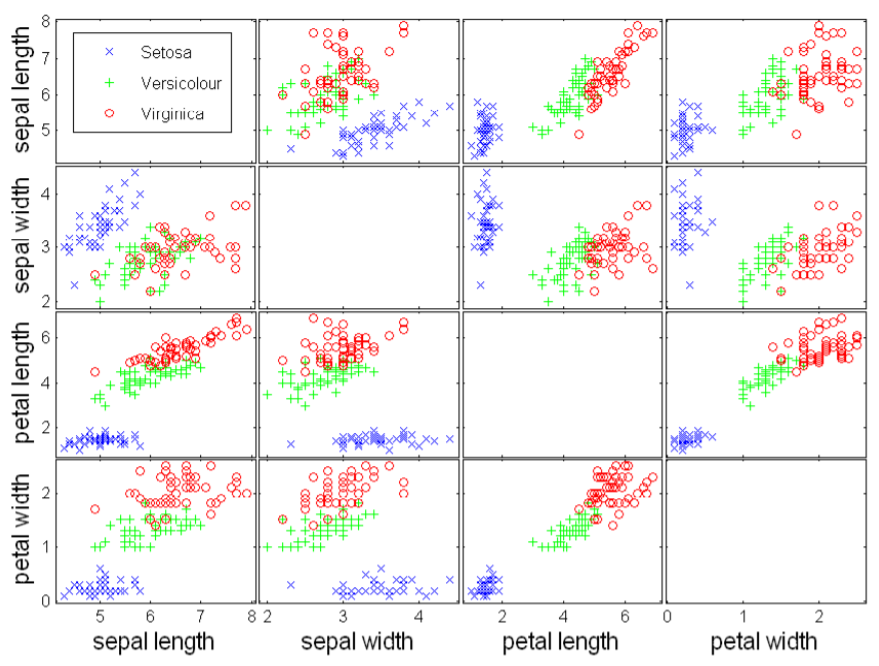 8
7
6
5
sepal length
Setosa
Versicolour
Virginica
4
3
2
sepal width
6
4
2
petal length
2
1
0
petal width
5 6 7 8 3 4 2 4 6 0 1 2
sepal length sepal width petal length petal width